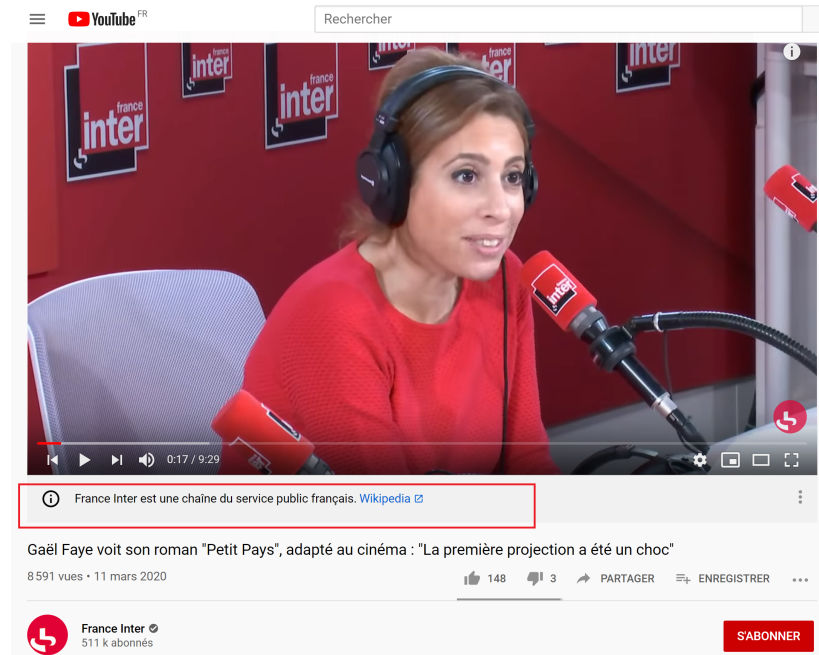 YouTube FR
Rechercher
france
inter
inter
france
inter
inter
france
ter
inter
inter
0:17 / 9:29
France Inter est une chaîne du service public français. Wikipedia
Gaël Faye voit son roman "Petit Pays", adapté au cinéma : "La première projection a été un choc"
8 591 vues • 11 mars 2020
148
3
PARTAGER
ENREGISTRER
France Inter
511 k abonnés
S'ABONNER